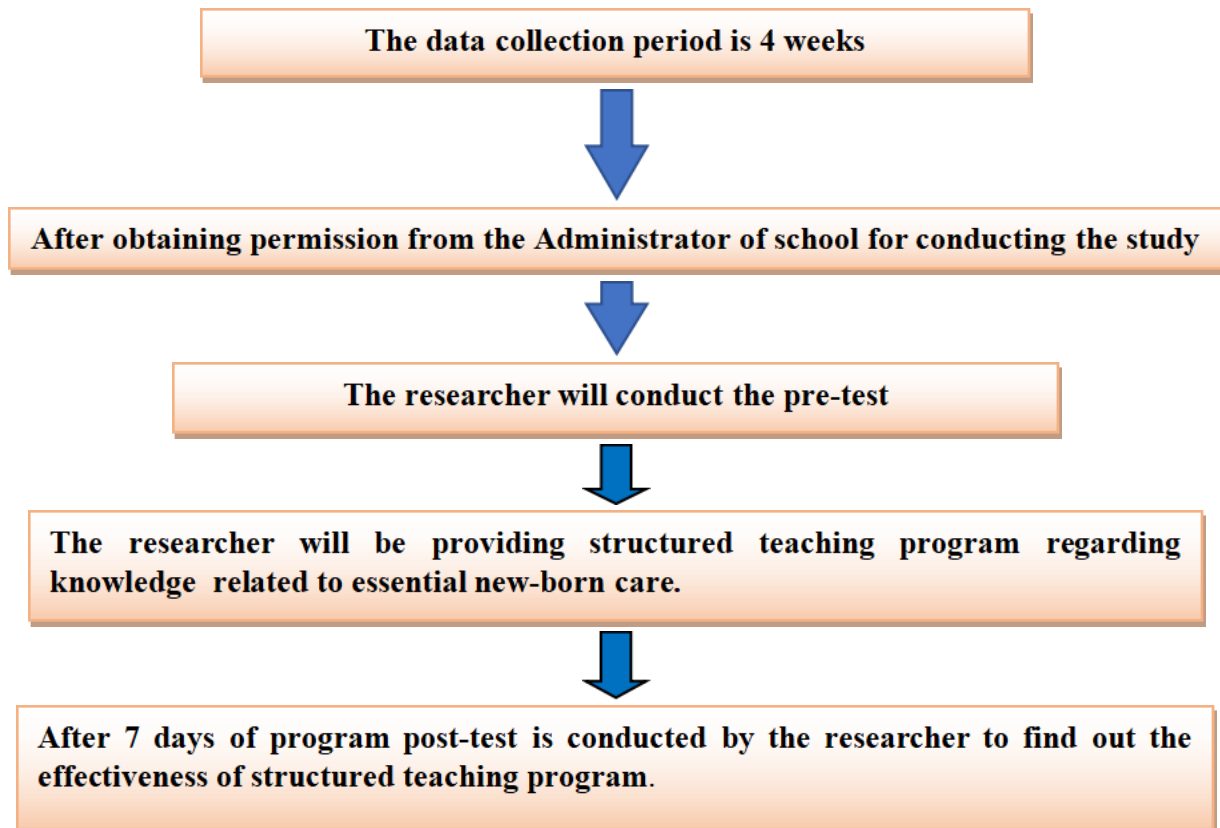 The data collection period is 4 weeks
After obtaining permission from the Administrator of school for conducting the study
The researcher will conduct the pre-test
The researcher will be providing structured teaching program regarding
knowledge related to essential new-born care.
After 7 days of program post-test is conducted by the researcher to find out the
effectiveness of structured teaching program.